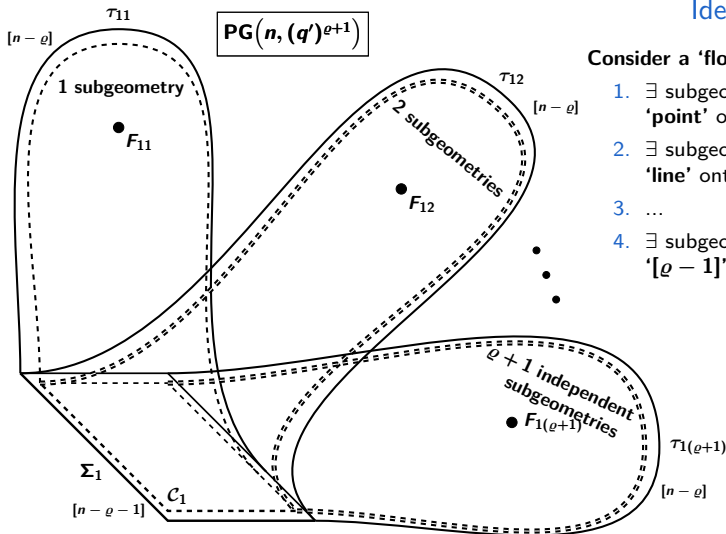 Ide
τ₁₁
[n − ϱ]
PG(n, (q′)^{ϱ+1})
Consider a ‘flo
1 subgeometry
τ₁₂
1. ∃ subgeo
‘point’ o
[n − ϱ]
2 subgeometries
F₁₁
2. ∃ subge
‘line’ ont
F₁₂
3. ...
4. ∃ subgeo
‘[ϱ − 1]’
ϱ + 1 independent
subgeometries
F₁₍ϱ₊₁₎
τ₁₍ϱ₊₁₎
Σ₁
C₁
[n − ϱ]
[n − ϱ − 1]